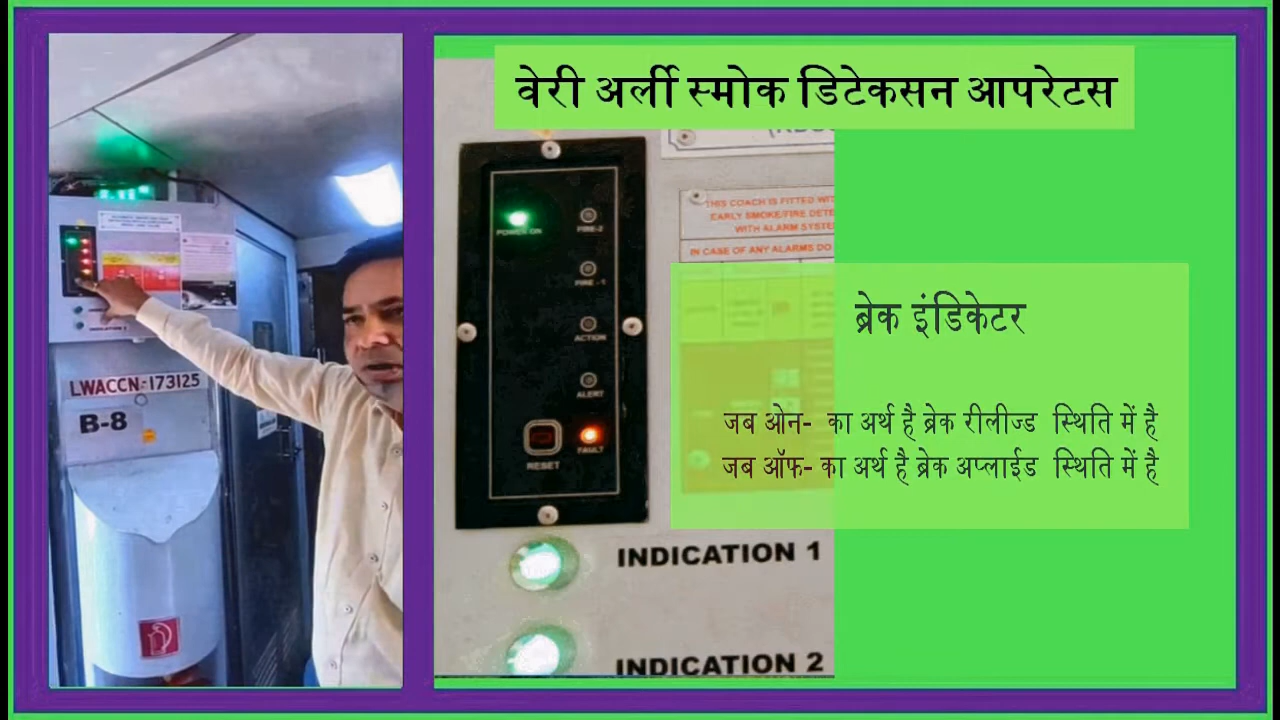 वेरी अर्ली स्मोक डिटेकसन आपरेटस
THIS COACH IS FITTED WIT
EARLY SMOKE/FIRE DETE
WITH ALARM SYSTE
IN CASE OF ANY ALARMS DO
POWER ON
FIRE-2
FIRE - 1
ACTION
ALERT
RESET
FAULT
ब्रेक इंडिकेटर
जब ओन- का अर्थ है ब्रेक रीलीज्ड स्थिति में है
जब ऑफ- का अर्थ है ब्रेक अप्लाईड स्थिति में है
INDICATION 1
INDICATION 2
LWACCN-173125
B-8